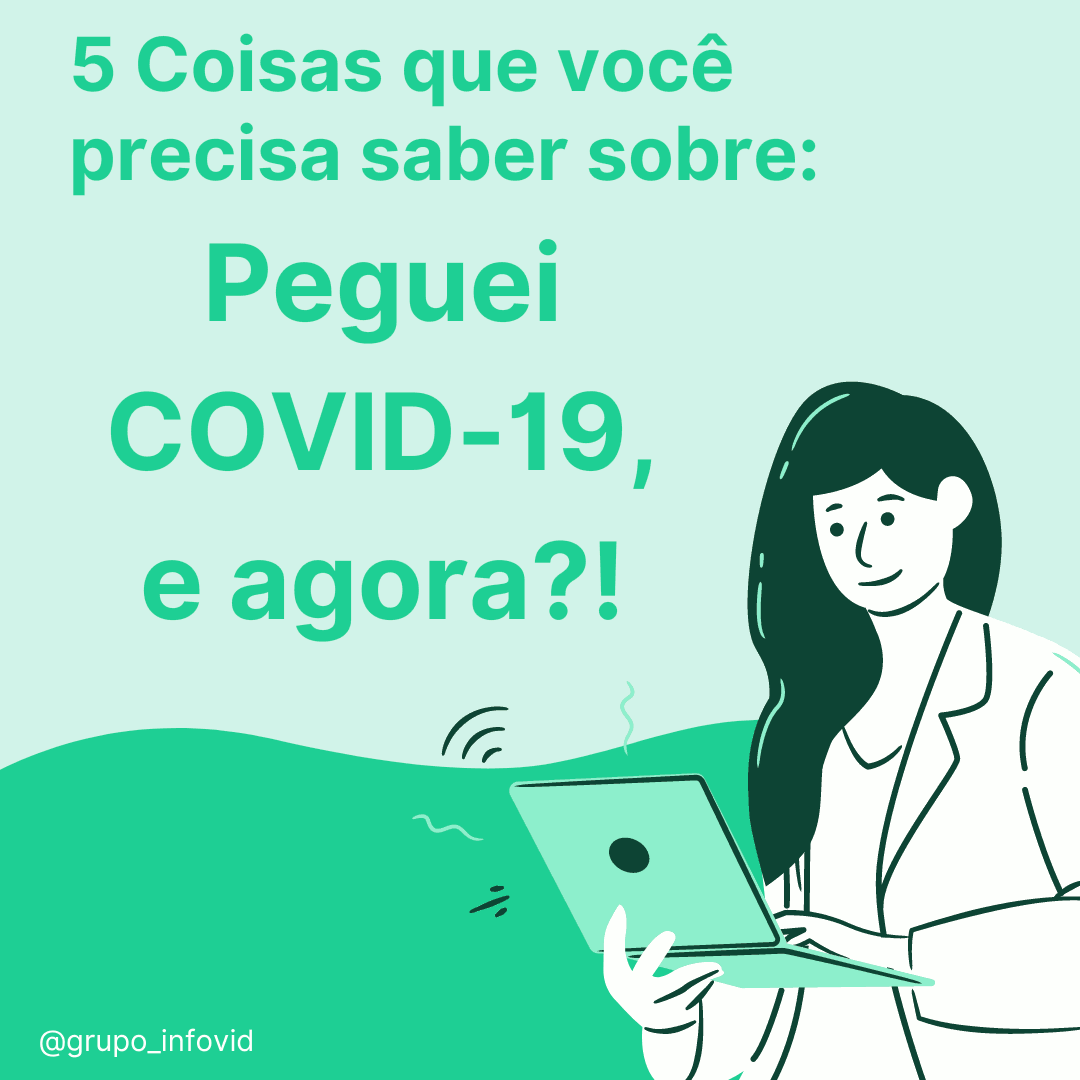 5 Coisas que você
precisa saber sobre:
Peguei
COVID-19,
e agora?!
@grupo_infovid